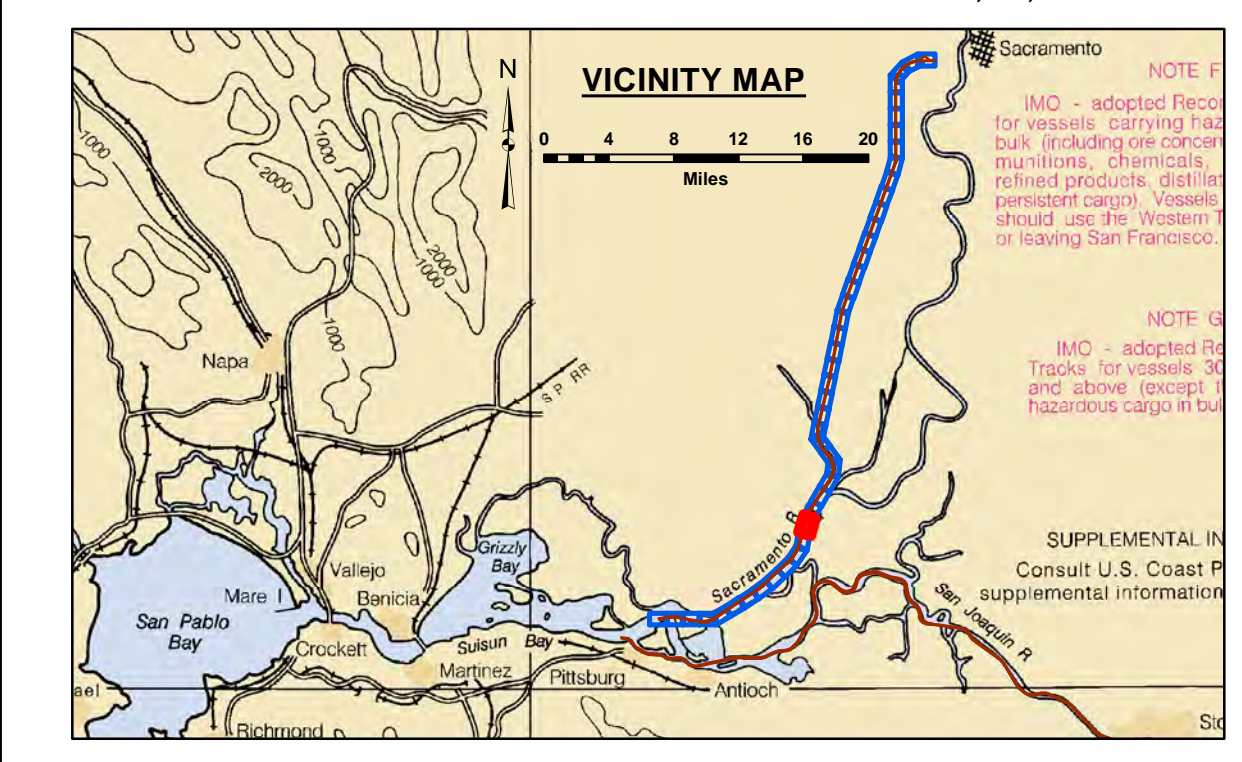 VICINITY MAP
N
0 4 8 12 16 20
Miles
Sacramento
NOTE F
IMO - adopted Recor
for vessels carrying haz
bulk (including ore concen
munitions, chemicals,
refined products, distillat
persistent cargo). Vessels
should use the Western T
or leaving San Francisco.
NOTE G
IMO - adopted Re
Tracks for vessels 30
and above (except t
hazardous cargo in bul
SUPPLEMENTAL IN
Consult U.S. Coast P
supplemental information
1000
1000
2000
2000
1000
1000
Napa
S P RR
Grizzly
Bay
Vallejo
Mare I
Benicia
San Pablo
Bay
Crockett
Suisun Bay
Martinez
Pittsburg
Antioch
Sacramento R
San Joaquin R
ael
Richmond
Sto